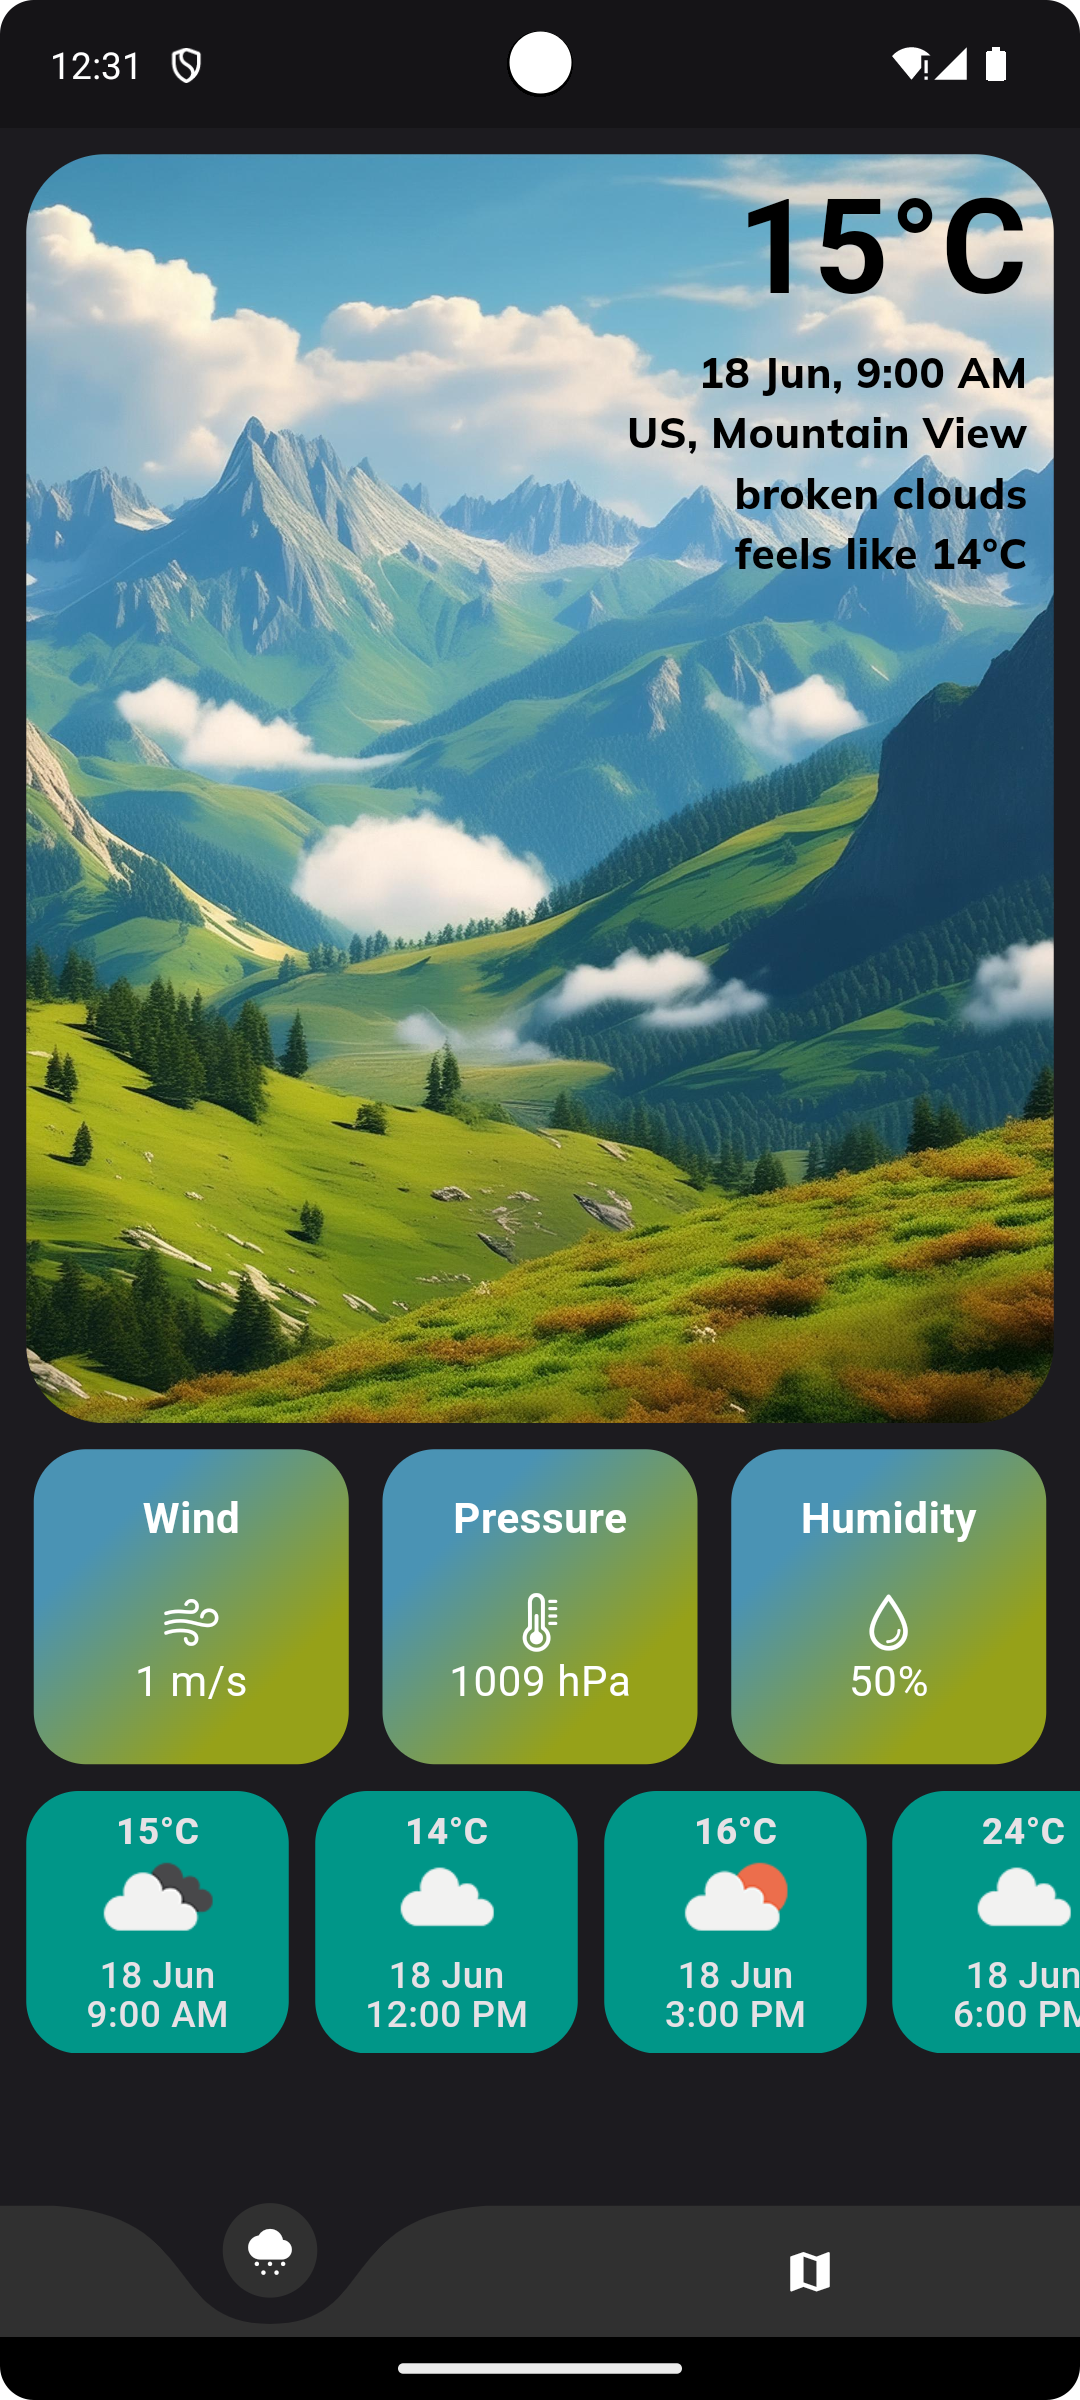 12:31
15°C
18 Jun, 9:00 AM
US, Mountain View
broken clouds
feels like 14°C
Wind
Pressure
Humidity
1 m/s
1009 hPa
50%
15°C
14°C
16°C
24°C
18 Jun
18 Jun
18 Jun
18 Jun
9:00 AM
12:00 PM
3:00 PM
6:00 PM